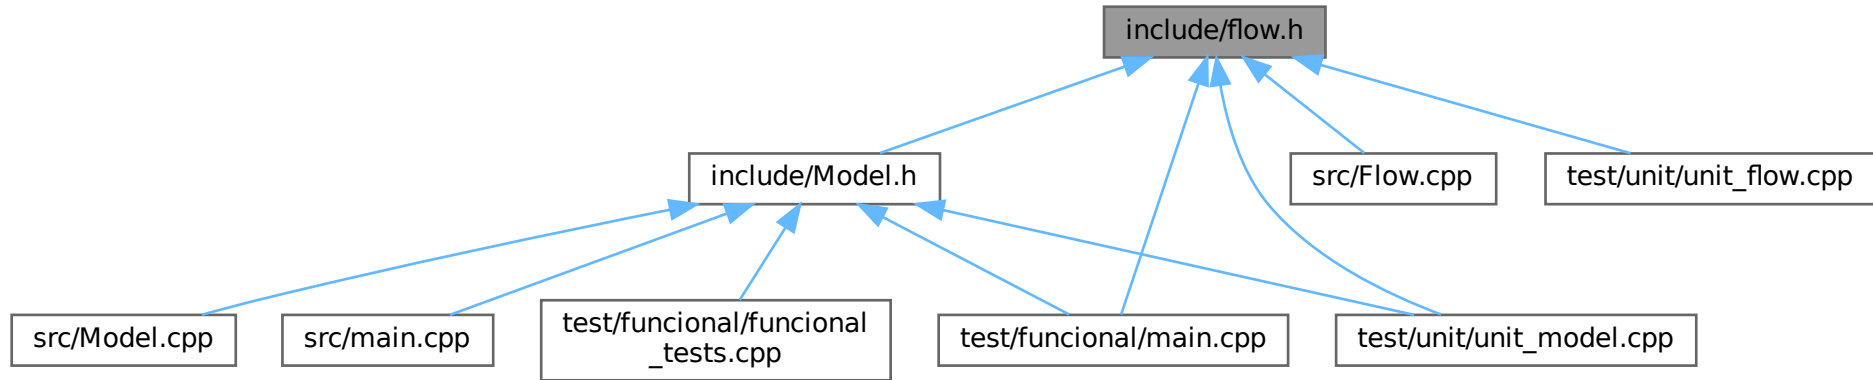 include/flow.h
include/Model.h
src/Flow.cpp
test/unit/unit_flow.cpp
src/Model.cpp
src/main.cpp
test/funcional/funcional
_tests.cpp
test/funcional/main.cpp
test/unit/unit_model.cpp